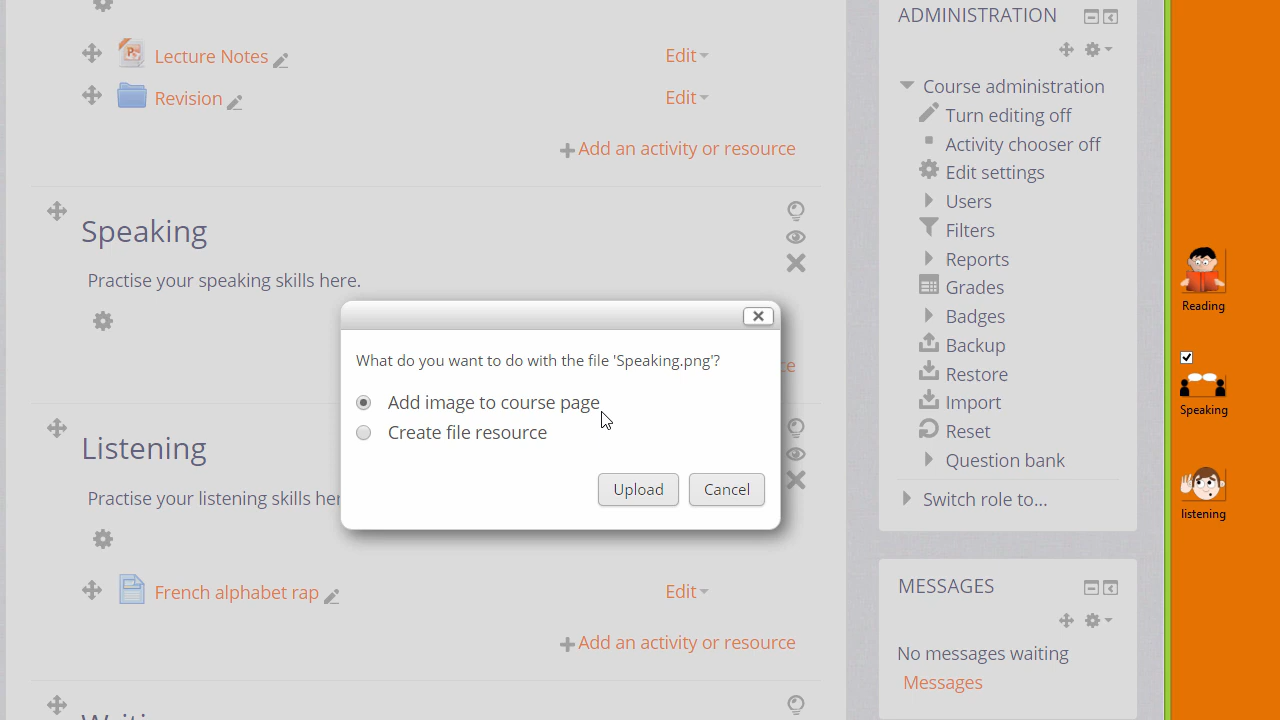 Lecture Notes
Edit
Revision
Edit
Add an activity or resource
Speaking
Practise your speaking skills here.
Listening
Practise your listening skills
French alphabet rap
Edit
Add an activity or resource
What do you want to do with the file 'Speaking.png'?
Add image to course page
Create file resource
Upload
Cancel
ADMINISTRATION
Course administration
Turn editing off
Activity chooser off
Edit settings
Users
Filters
Reports
Grades
Badges
Backup
Restore
Import
Reset
Question bank
Switch role to...
MESSAGES
No messages waiting
Messages
Reading
Speaking
listening